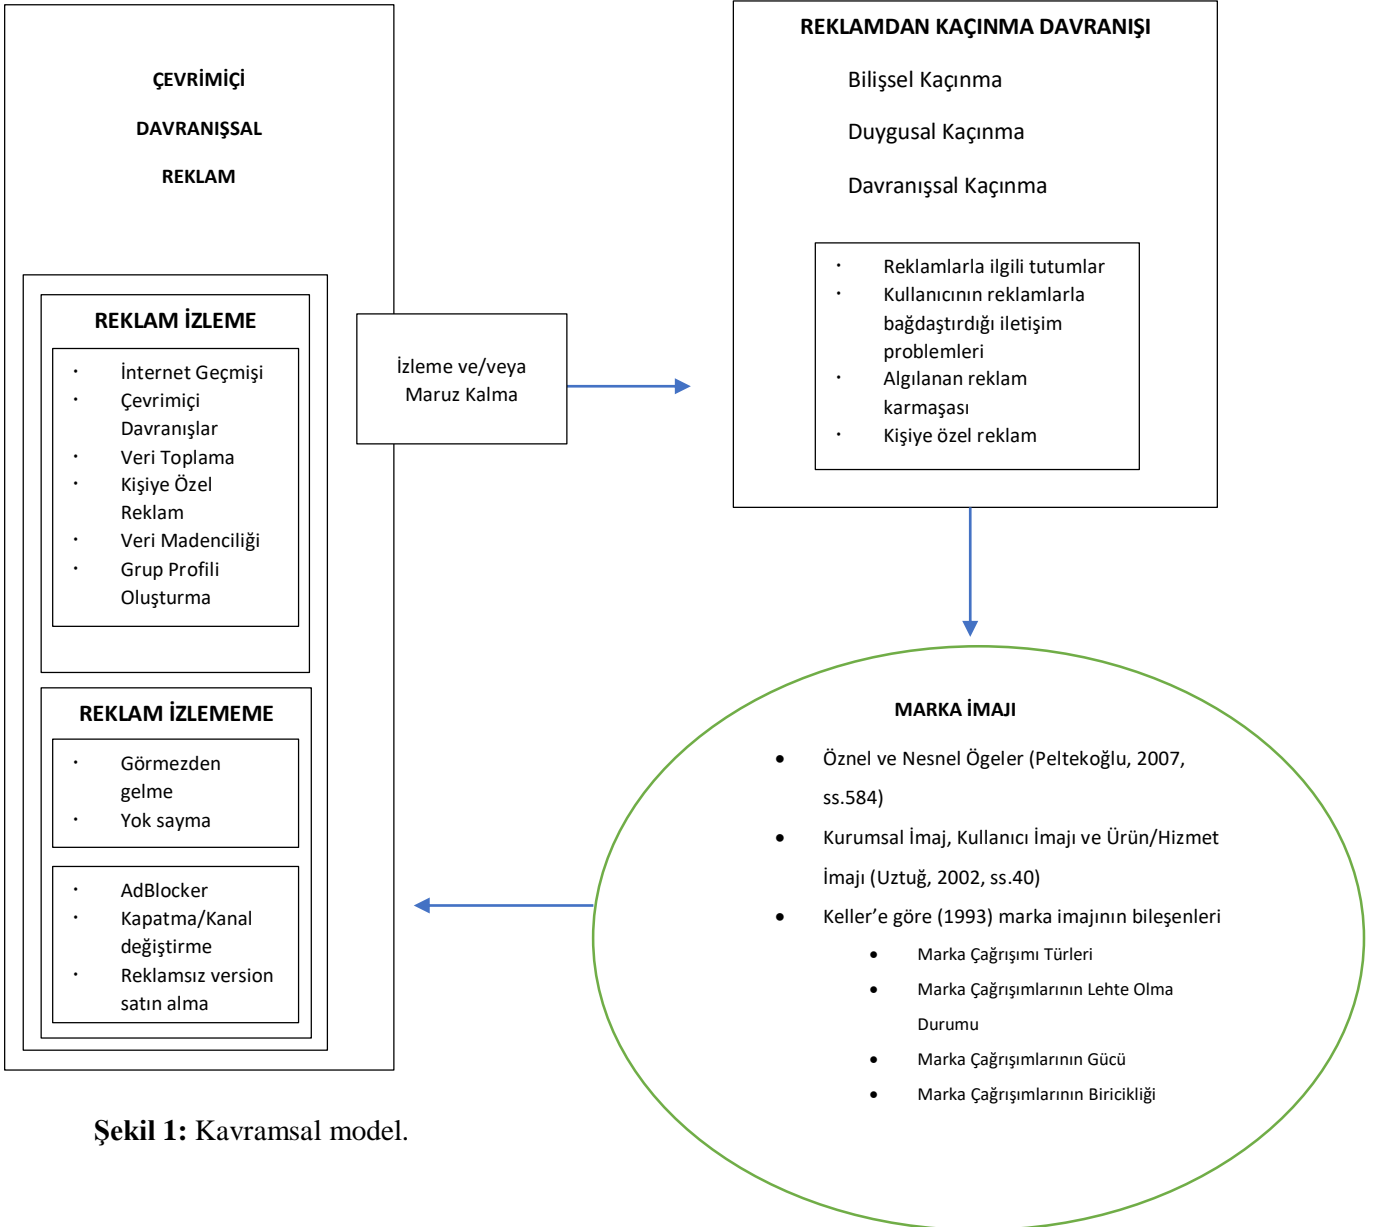 ÇEVRİMİÇİ
DAVRANIŞSAL
REKLAM
REKLAM İZLEME
· İnternet Geçmişi
· Çevrimiçi
Davranışlar
· Veri Toplama
· Kişiye Özel
Reklam
· Veri Madenciliği
· Grup Profili
Oluşturma
REKLAM İZLEMEME
· Görmezden
gelme
· Yok sayma
· AdBlocker
· Kapatma/Kanal
değiştirme
· Reklamsız version
satın alma
İzleme ve/veya
Maruz Kalma
REKLAMDAN KAÇINMA DAVRANIŞI
Bilişsel Kaçınma
Duygusal Kaçınma
Davranışsal Kaçınma
· Reklamlarla ilgili tutumlar
· Kullanıcının reklamlarla
bağdaştırdığı iletişim
problemleri
· Algılanan reklam
karmaşası
· Kişiye özel reklam
MARKA İMAJI
• Öznel ve Nesnel Ögeler (Peltekoğlu, 2007,
ss.584)
• Kurumsal İmaj, Kullanıcı İmajı ve Ürün/Hizmet
İmajı (Uztuğ, 2002, ss.40)
• Keller’e göre (1993) marka imajının bileşenleri
• Marka Çağrışımı Türleri
• Marka Çağrışımlarının Lehte Olma
Durumu
• Marka Çağrışımlarının Gücü
• Marka Çağrışımlarının Biricikliği
Şekil 1: Kavramsal model.